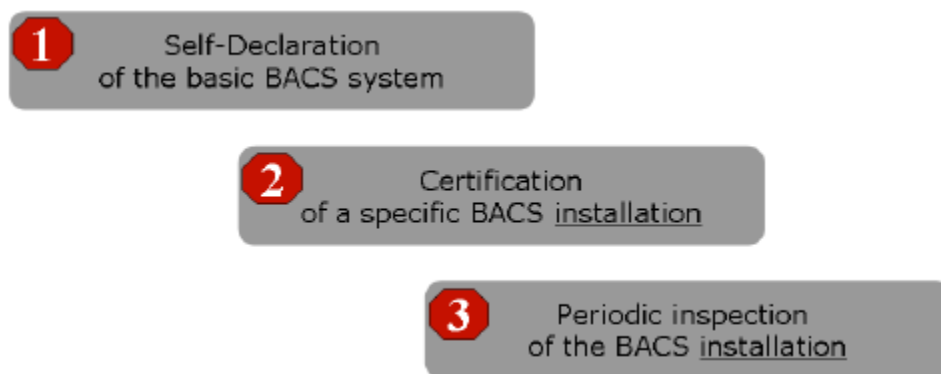 1
Self-Declaration
of the basic BACS system
2
Certification
of a specific BACS installation
3
Periodic inspection
of the BACS installation